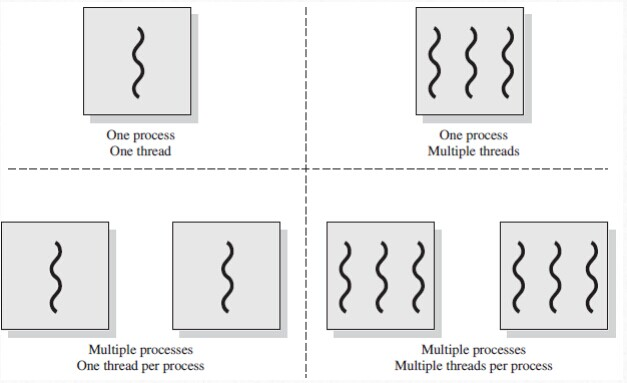 One process
One thread
One process
Multiple threads
Multiple processes
One thread per process
Multiple processes
Multiple threads per process